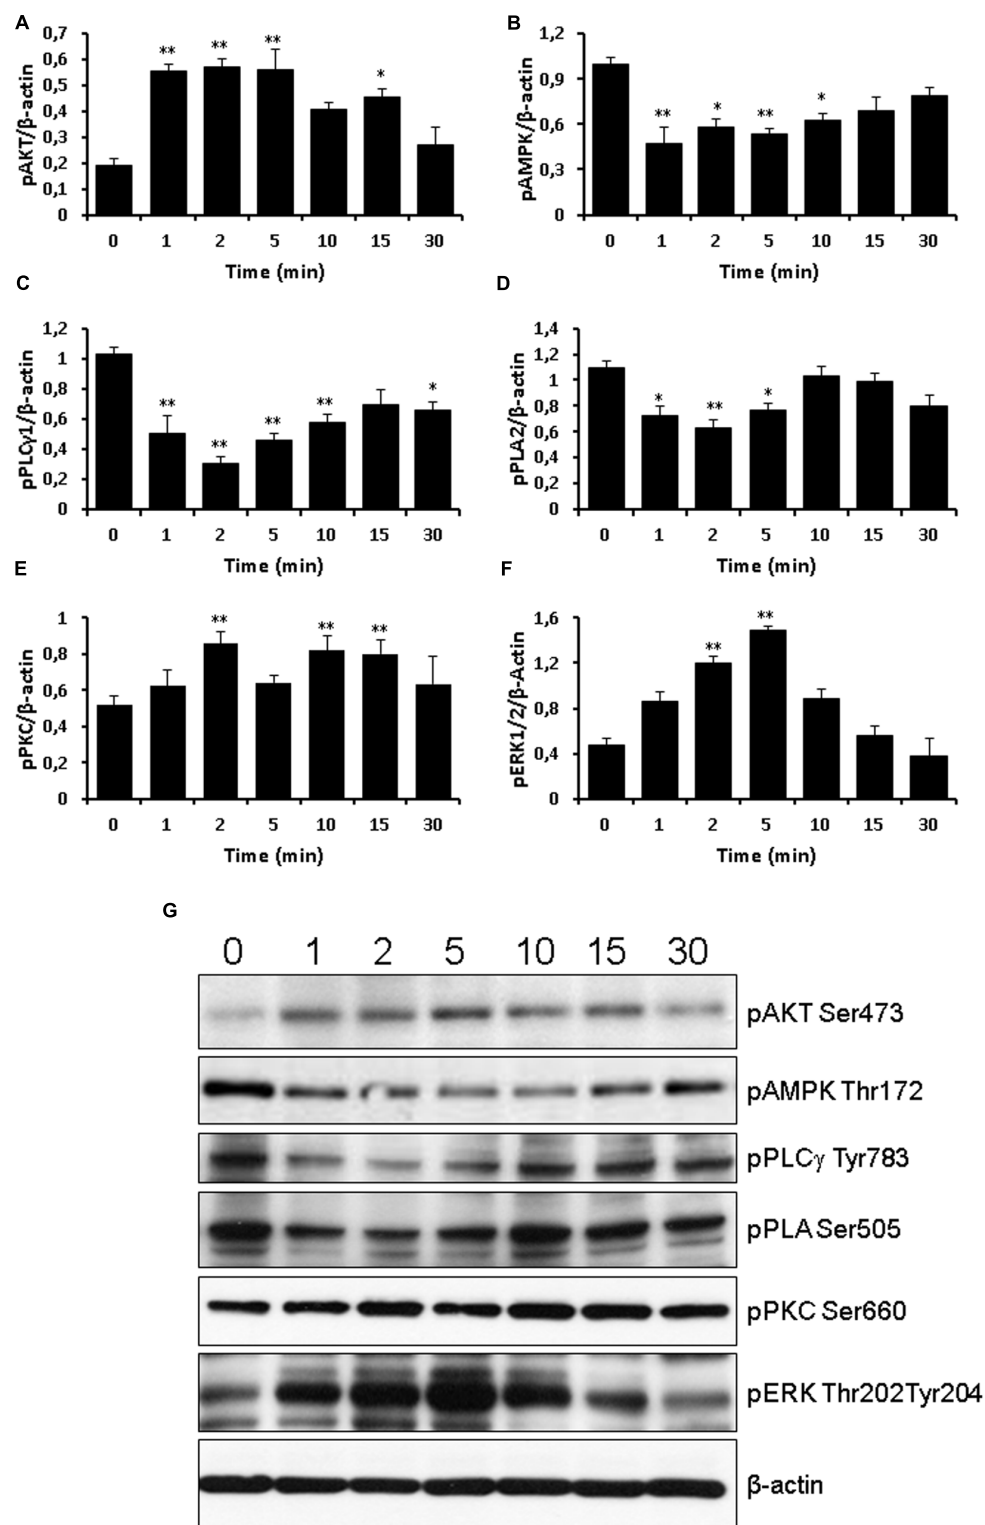 A
0,7
0,6
0,5
0,4
0,3
0,2
0,1
0
pAKT/β-actin
**
**
**
*
0 1 2 5 10 15 30
Time (min)
B
1,2
0,9
0,6
0,3
0
pAMPK/β-actin
**
*
**
*
0 1 2 5 10 15 30
Time (min)
C
1,2
1
0,8
0,6
0,4
0,2
0
pPLCγ1/β-actin
**
**
**
**
*
0 1 2 5 10 15 30
Time (min)
D
1,4
1,2
1
0,8
0,6
0,4
0,2
0
pPLA2/β-actin
*
**
*
0 1 2 5 10 15 30
Time (min)
E
1
0,8
0,6
0,4
0,2
0
pPKC/β-actin
**
**
**
0 1 2 5 10 15 30
Time (min)
F
1,6
1,2
0,8
0,4
0
pERK1/2/β-Actin
**
**
0 1 2 5 10 15 30
Time (min)
G
0 1 2 5 10 15 30
pAKT Ser473
pAMPK Thr172
pPLCγ Tyr783
pPLA Ser505
pPKC Ser660
pERK Thr202Tyr204
β-actin